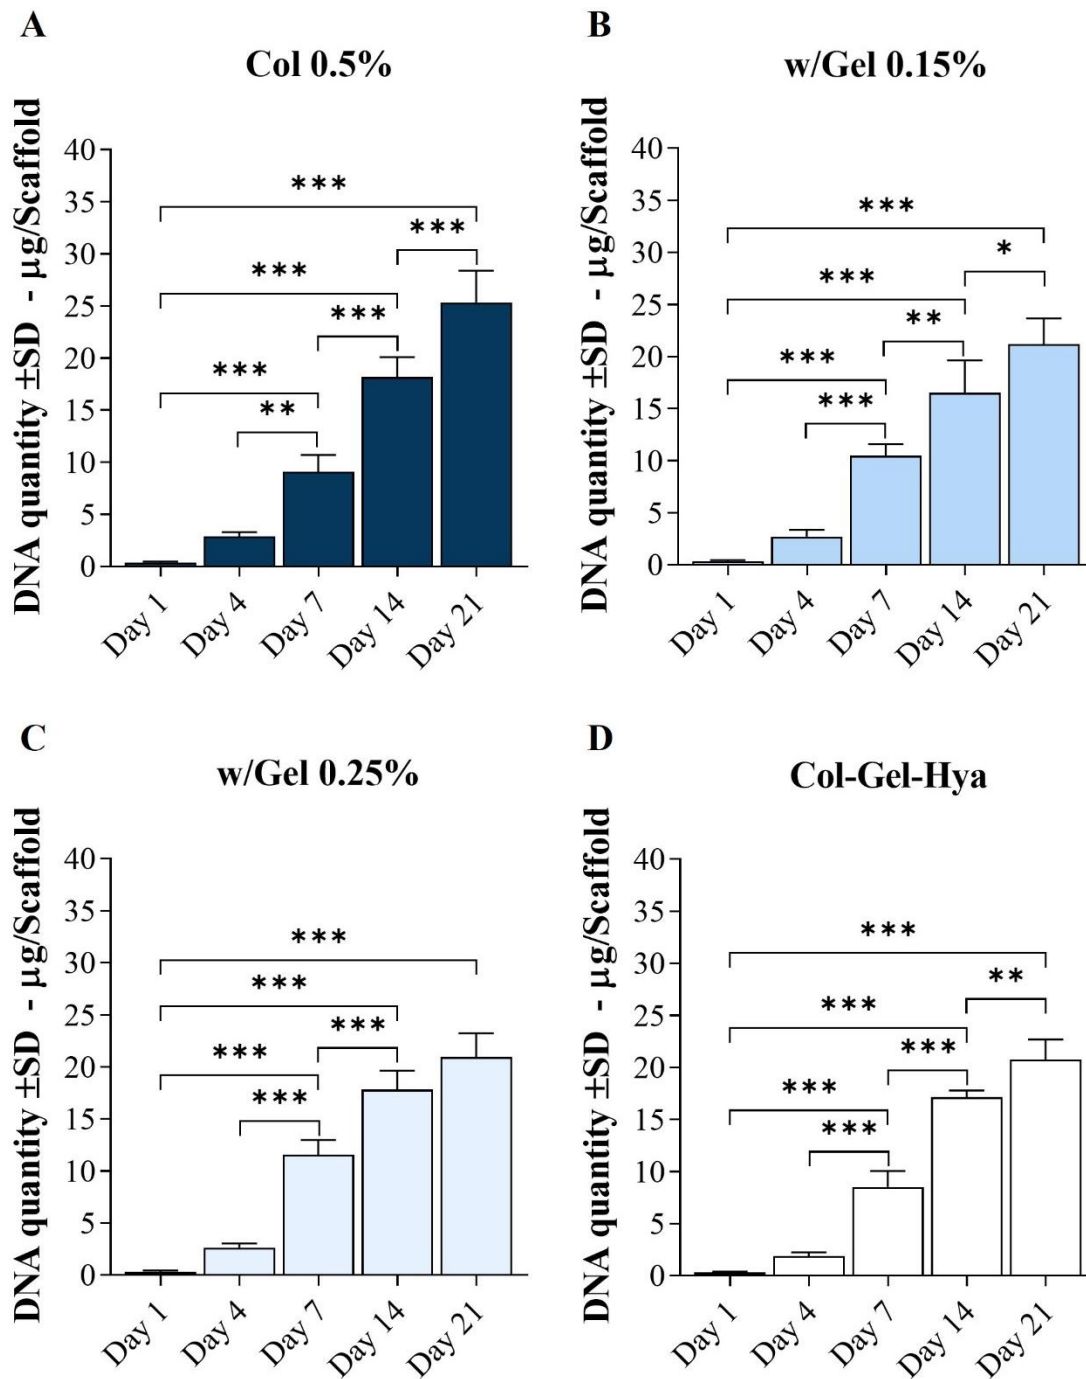 A
Col 0.5%
DNA quantity ±SD - µg/Scaffold
40
35
30
25
20
15
10
5
0
***
***
***
***
***
**
Day 1
Day 4
Day 7
Day 14
Day 21
B
w/Gel 0.15%
DNA quantity ±SD - µg/Scaffold
40
35
30
25
20
15
10
5
0
***
*
***
**
***
***
Day 1
Day 4
Day 7
Day 14
Day 21
C
w/Gel 0.25%
DNA quantity ±SD - µg/Scaffold
40
35
30
25
20
15
10
5
0
***
***
***
***
***
Day 1
Day 4
Day 7
Day 14
Day 21
D
Col-Gel-Hya
DNA quantity ±SD - µg/Scaffold
40
35
30
25
20
15
10
5
0
***
**
***
***
***
***
Day 1
Day 4
Day 7
Day 14
Day 21